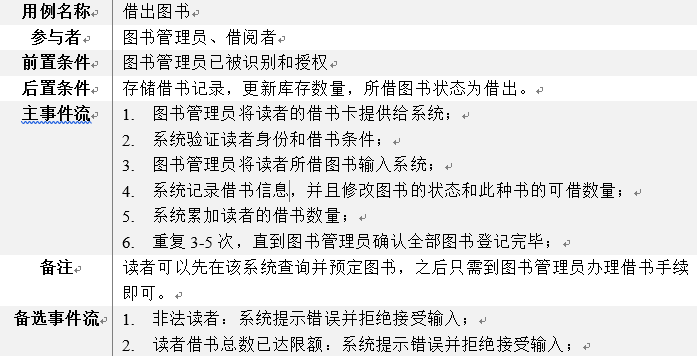 用例名称 借出图书
参与者 图书管理员、借阅者
前置条件 图书管理员已被识别和授权
后置条件 存储借书记录，更新库存数量，所借图书状态为借出。
主事件流 1. 图书管理员将读者的借书卡提供给系统；
2. 系统验证读者身份和借书条件；
3. 图书管理员将读者所借图书输入系统；
4. 系统记录借书信息，并且修改图书的状态和此种书的可借数量；
5. 系统累加读者的借书数量；
6. 重复 3-5 次，直到图书管理员确认全部图书登记完毕；
备注 读者可以先在该系统查询并预定图书，之后只需到图书管理员办理借书手续
即可。
备选事件流 1. 非法读者：系统提示错误并拒绝接受输入；
2. 读者借书总数已达限额：系统提示错误并拒绝接受输入；